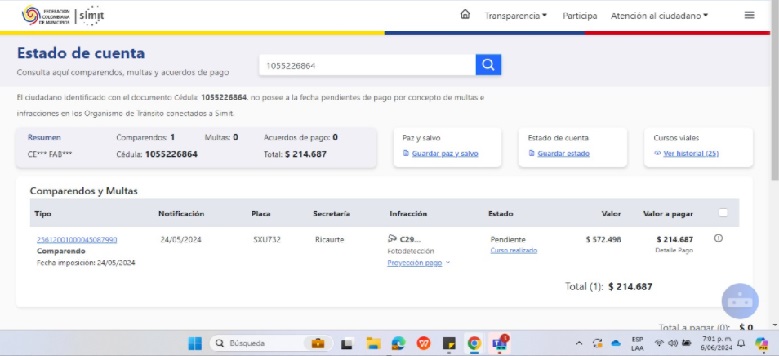 FEDERACIÓN
COLOMBIANA
DE MUNICIPIOS
simit
Transparencia Participa Atención al ciudadano
Estado de cuenta
Consulta aquí comparendos, multas y acuerdos de pago
1055226864
El ciudadano identificado con el documento Cédula 1055226864, no posee a la fecha pendientes de pago por concepto de multas e
infracciones en los Organismo de Tránsito conectados a Simit.
Resumen Comparendos: 1 Multas: 0 Acuerdos de pago: 0
CE*** FAB*** Cédula: 1055226864 Total: $ 214.687
Paz y salvo
Guardar paz y salvo
Estado de cuenta
Guardar estado
Cursos viales
Ver historial (25)
Comparendos y Multas
Tipo Notificación Placa Secretaría Infracción Estado Valor Valor a pagar
24/05/2024 SXU732 Ricaurte C29... Pendiente $ 572.498 $ 214.687
Comparendo Fotodetección Curso realizado Detalle Pago
Fecha imposición: 24/05/2024 Proyección pago
Total (1): $ 214.687
Total a pagar (0): $ 0
Búsqueda
ESP
LAA
7:01 p. m.
6/06/2024